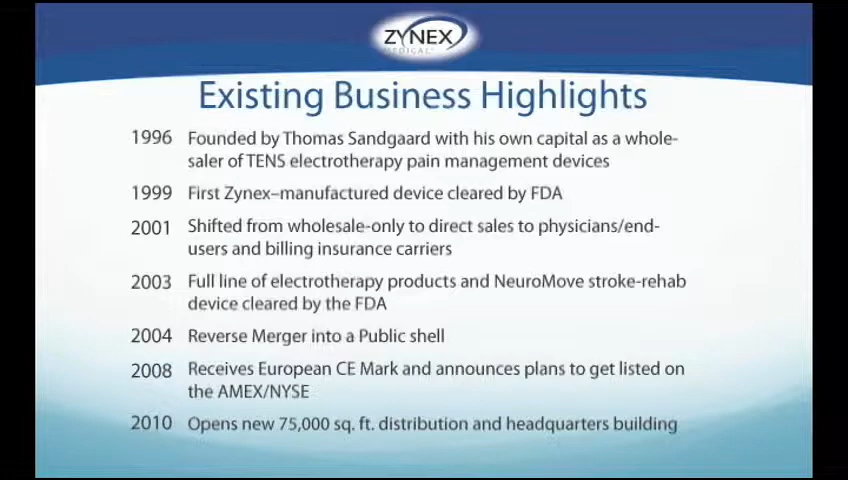 ZYNEX
MEDICAL
Existing Business Highlights
1996 Founded by Thomas Sandgaard with his own capital as a whole-
saler of TENS electrotherapy pain management devices
1999 First Zynex–manufactured device cleared by FDA
2001 Shifted from wholesale-only to direct sales to physicians/end-
users and billing insurance carriers
2003 Full line of electrotherapy products and NeuroMove stroke-rehab
device cleared by the FDA
2004 Reverse Merger into a Public shell
2008 Receives European CE Mark and announces plans to get listed on
the AMEX/NYSE
2010 Opens new 75,000 sq. ft. distribution and headquarters building